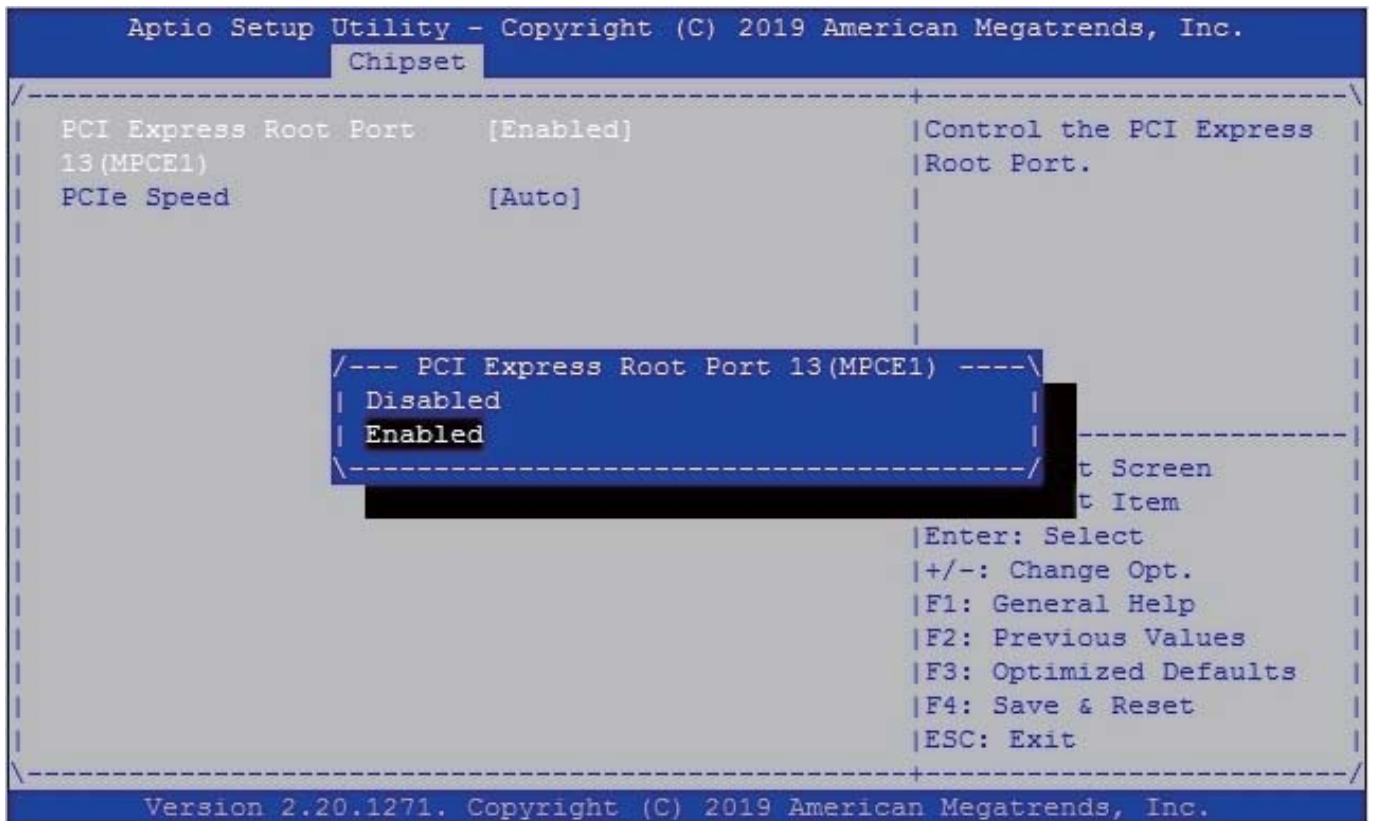 Aptio Setup Utility - Copyright (C) 2019 American Megatrends, Inc.
Chipset
PCI Express Root Port [Enabled]
13(MPCE1)
PCIe Speed [Auto]
Control the PCI Express
Root Port.
/--- PCI Express Root Port 13(MPCE1) ----\
Disabled
Enabled
t Screen
t Item
Enter: Select
+/-: Change Opt.
F1: General Help
F2: Previous Values
F3: Optimized Defaults
F4: Save & Reset
ESC: Exit
Version 2.20.1271. Copyright (C) 2019 American Megatrends, Inc.